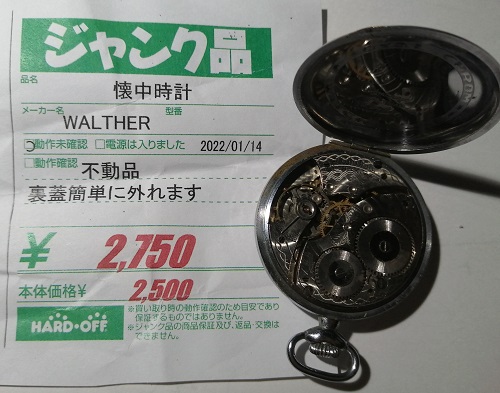 ジャンク品
品名
懐中時計
メーカー名 型番
WALTHER
動作未確認 電源は入りました 2022/01/14
動作確認
不動品
裏蓋簡単に外れます
¥ 2,750
本体価格¥ 2,500
HARD・OFF
※買い取り時の動作確認のため目安であり
保証するものではありません。
※ジャンク品の商品保証及び、返品・交換は
できません。